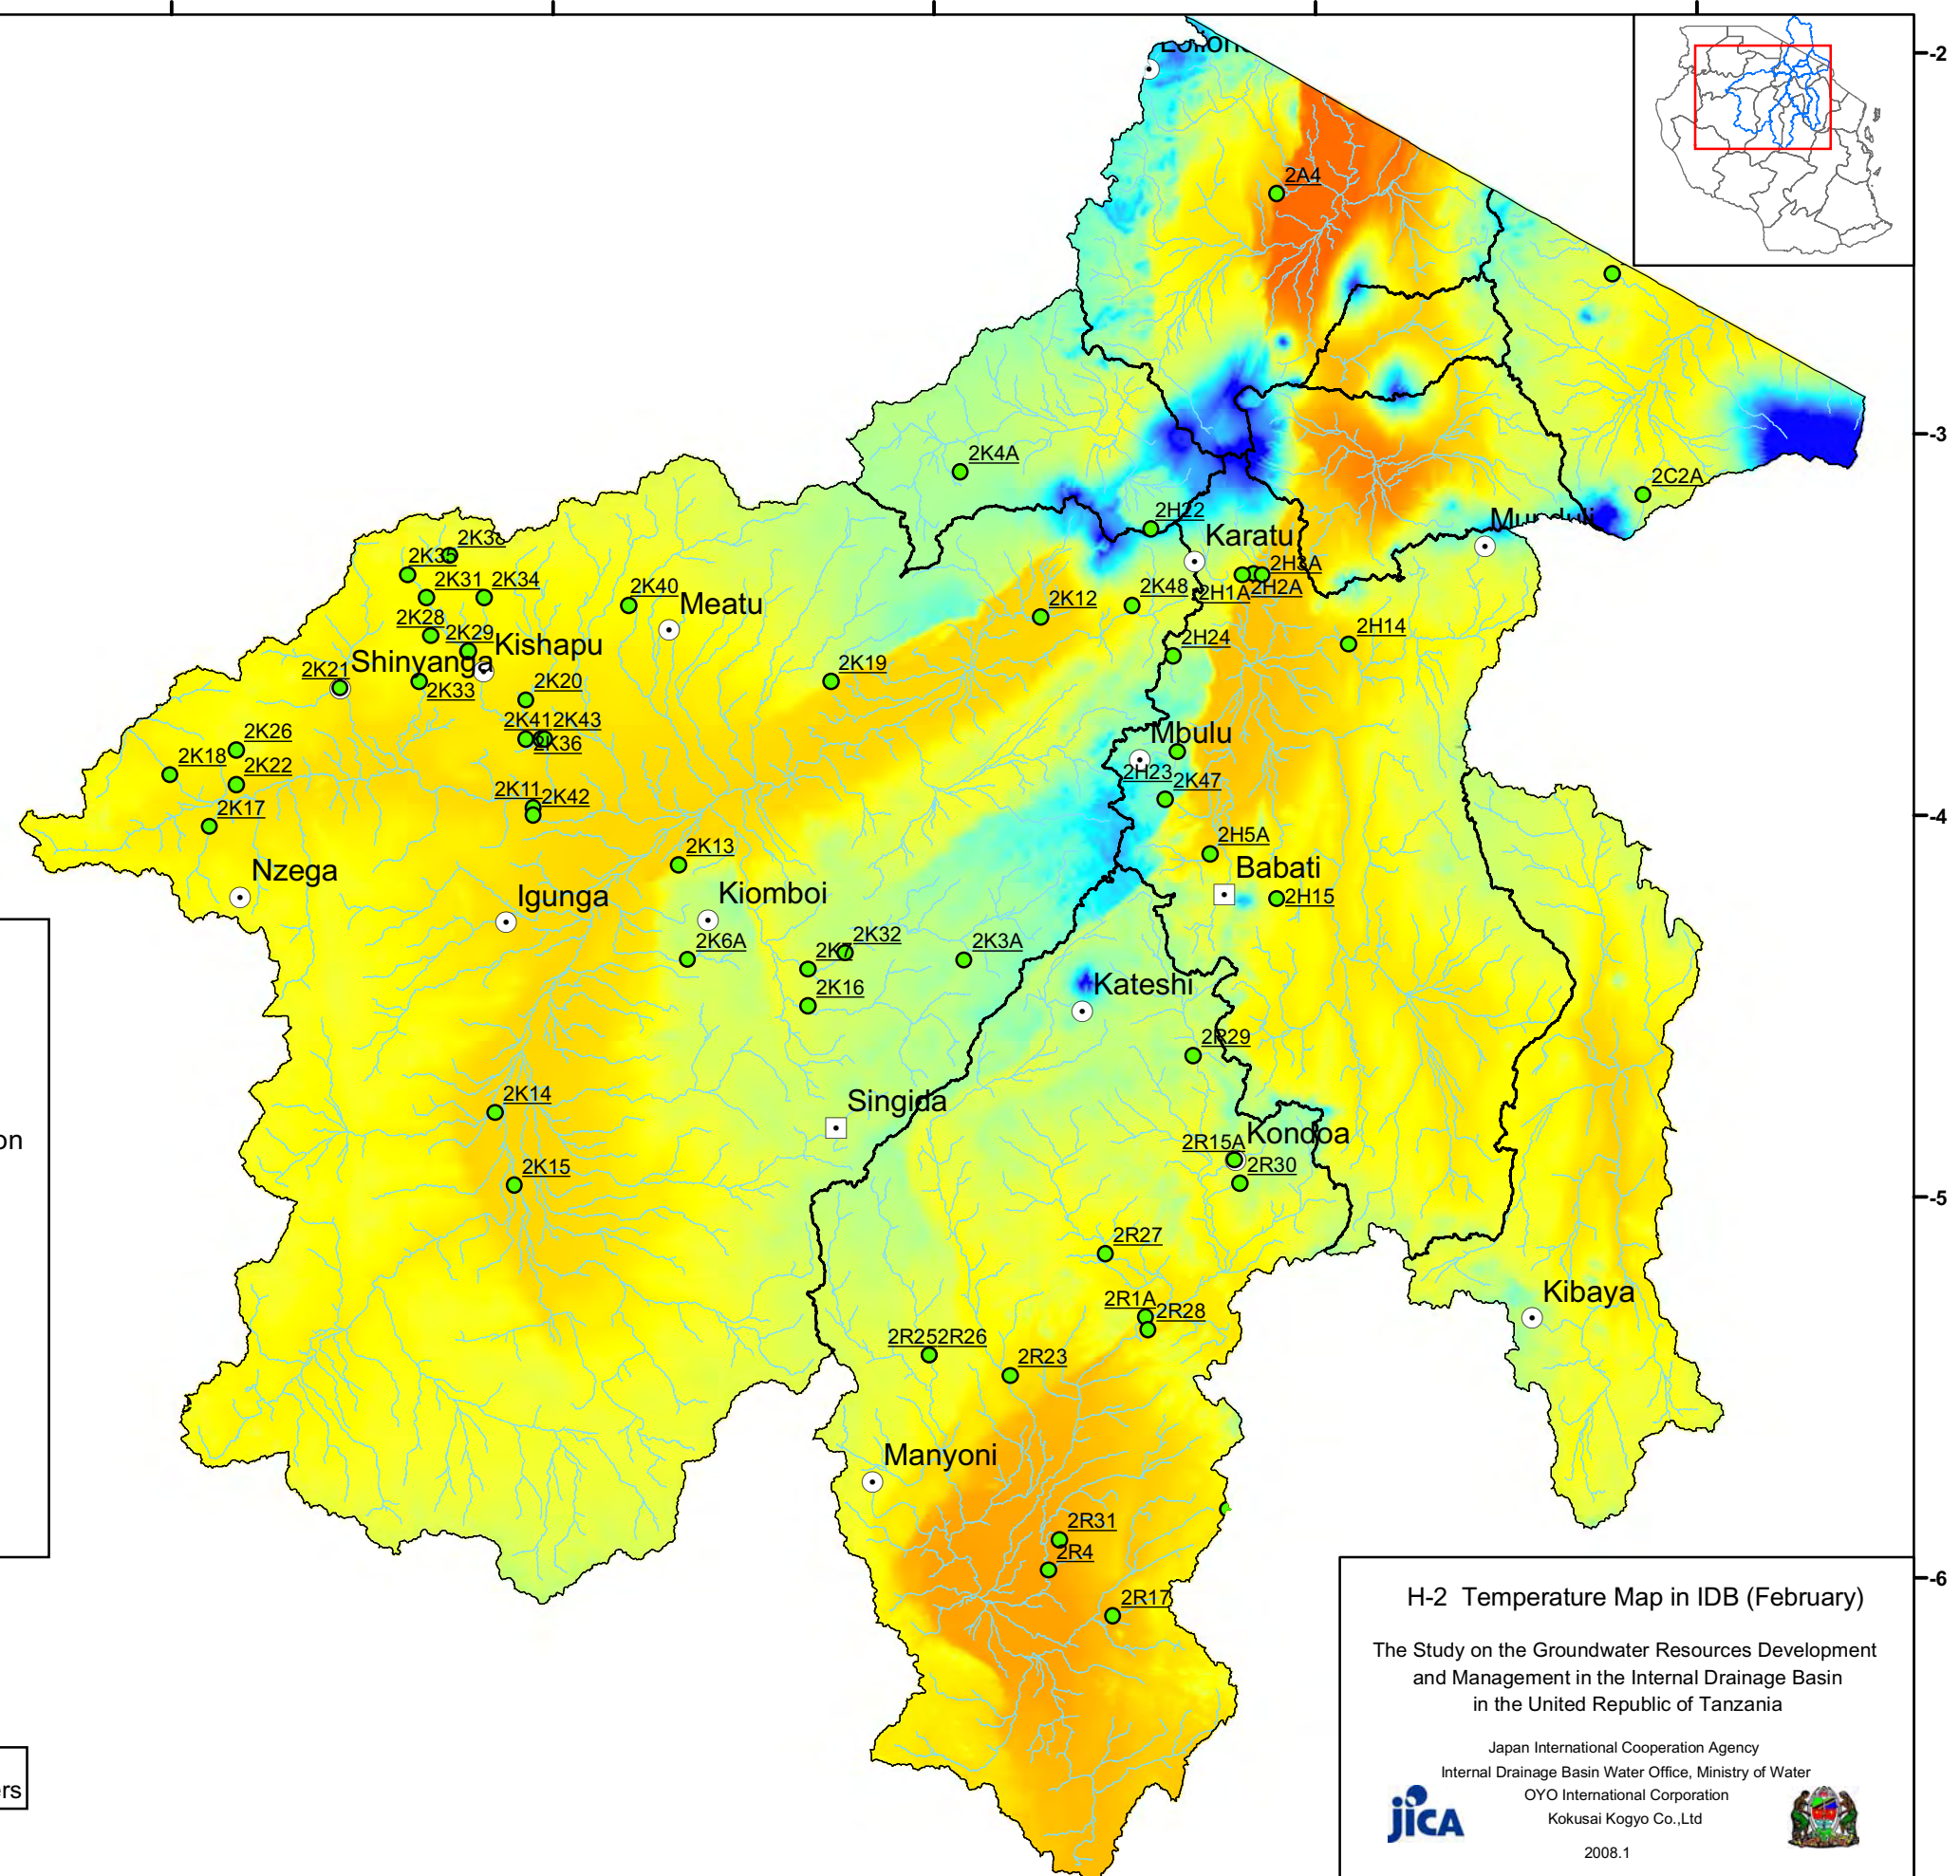 -2
2A4
-3
2K4A
2C2A
2H22
Karatu
2K35
2K31
2K34
2H3A
2H1A
2H2A
2K40
Meatu
2K12
2K48
2K28
2K29
Kishapu
2H24
2H14
2K21
Shinyanga
2K33
2K19
2K20
2K41
2K43
2K36
Mbulu
2K26
2K18
2K22
2H23
2K47
2K11
2K42
2K17
-4
2H5A
2K13
Babati
Nzega
Igunga
Kiomboi
2H15
2K6A
2K7
2K32
2K3A
2K16
Kateshi
2R29
2K14
Singida
on
2R15A
Kondoa
2R30
2K15
-5
2R27
2R1A
2R28
Kibaya
2R25
2R26
2R23
Manyoni
2R31
2R4
-6
2R17
H-2 Temperature Map in IDB (February)
The Study on the Groundwater Resources Development
and Management in the Internal Drainage Basin
in the United Republic of Tanzania
Japan International Cooperation Agency
Internal Drainage Basin Water Office, Ministry of Water
OYO International Corporation
Kokusai Kogyo Co.,Ltd
jICA
2008.1